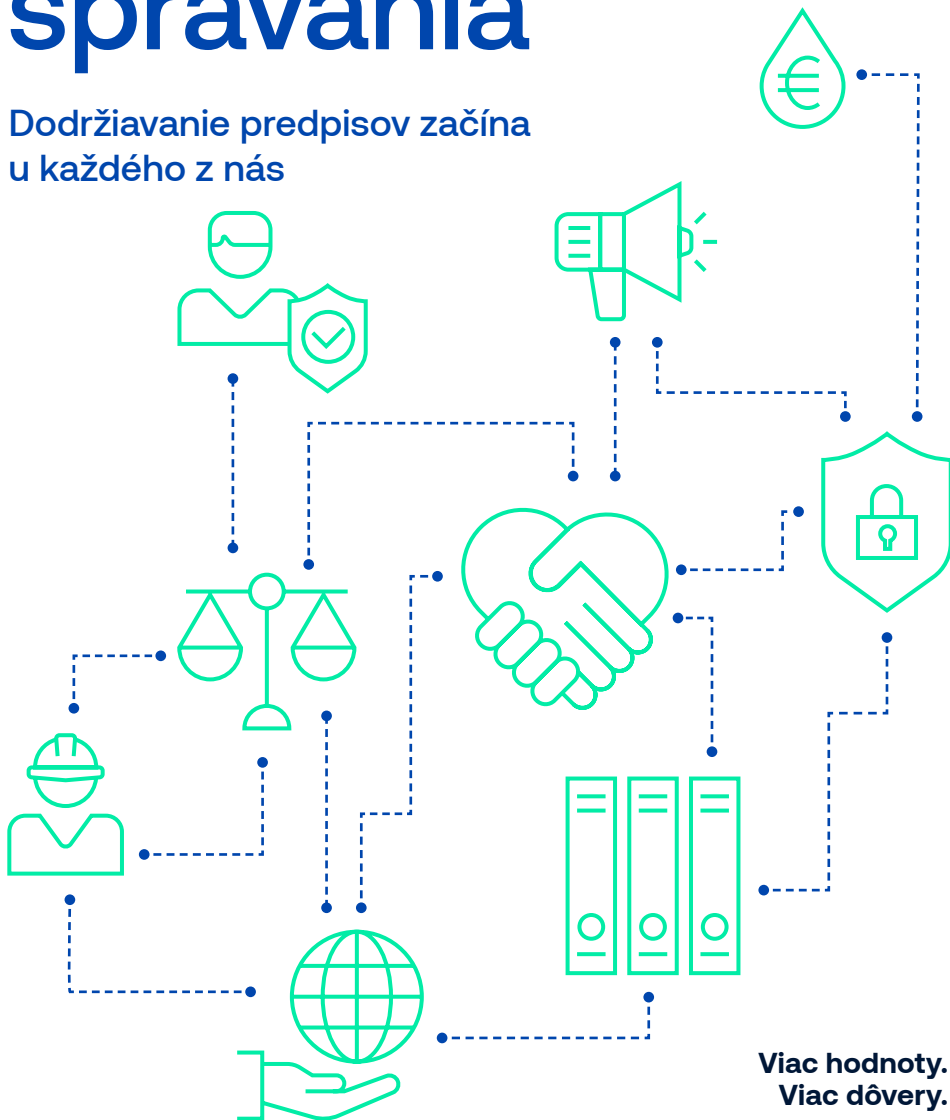 správania
Dodržiavanie predpisov začína
u každého z nás
€
Viac hodnoty.
Viac dôvery.